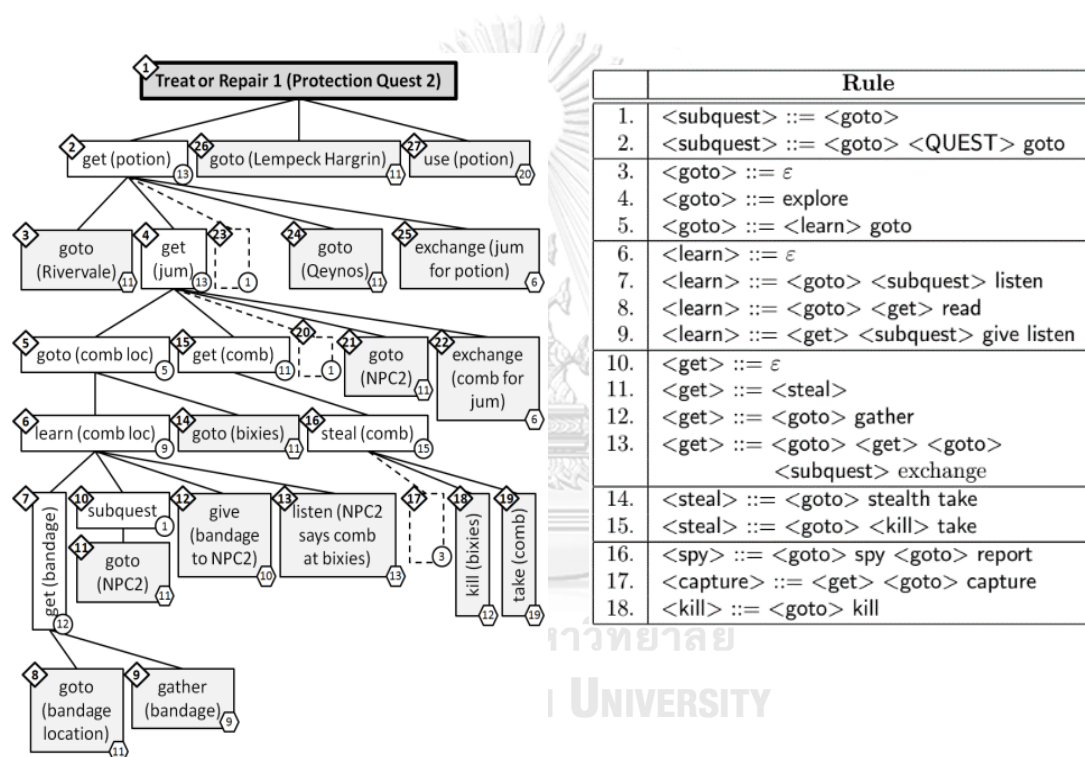 1
Treat or Repair 1 (Protection Quest 2)
2
get (potion)
13
26
goto (Lempeck Hargrin)
11
27
use (potion)
20
3
goto
(Rivervale)
11
4
get
(jum)
13
23
1
24
goto
(Qeynos)
11
25
exchange (jum
for potion)
6
5
goto (comb loc)
5
15
get (comb)
11
20
1
21
goto
(NPC2)
11
22
exchange
(comb for
jum)
6
6
learn (comb loc)
9
14
goto (bixies)
11
16
steal (comb)
15
7
get (bandage)
12
10
subquest
1
11
goto
(NPC2)
11
12
give
(bandage
to NPC2)
10
13
listen (NPC2
says comb
at bixies)
13
17
3
18
kill (bixies)
12
19
take (comb)
19
8
goto
(bandage
location)
11
9
gather
(bandage)
9
Rule
1. <subquest> ::= <goto>
2. <subquest> ::= <goto> <QUEST> goto
3. <goto> ::= ε
4. <goto> ::= explore
5. <goto> ::= <learn> goto
6. <learn> ::= ε
7. <learn> ::= <goto> <subquest> listen
8. <learn> ::= <goto> <get> read
9. <learn> ::= <get> <subquest> give listen
10. <get> ::= ε
11. <get> ::= <steal>
12. <get> ::= <goto> gather
13. <get> ::= <goto> <get> <goto>
<subquest> exchange
14. <steal> ::= <goto> stealth take
15. <steal> ::= <goto> <kill> take
16. <spy> ::= <goto> spy <goto> report
17. <capture> ::= <get> <goto> capture
18. <kill> ::= <goto> kill
หาวิทยาลัย
UNIVERSITY